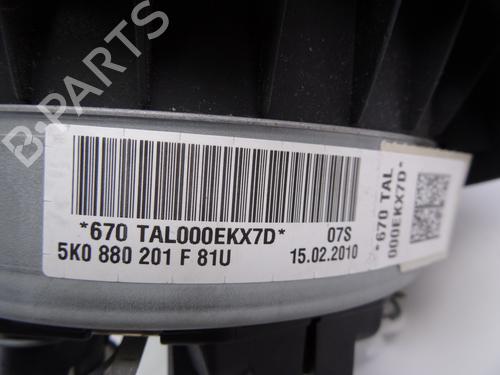 B-PARTS
*670 TAL000EKX7D* 07S
5K0 880 201 F 81U 15.02.2010
*670 TAL
000EKX7D*